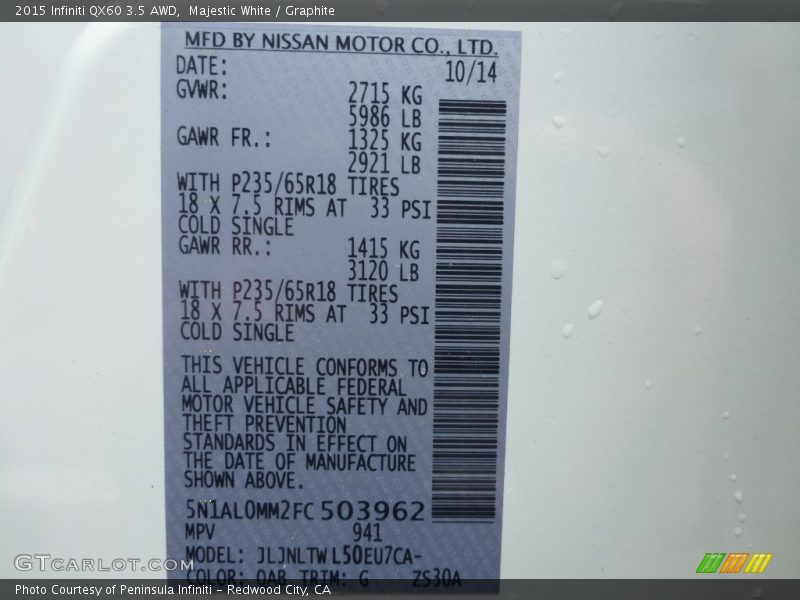 2015 Infiniti QX60 3.5 AWD,  Majestic White / Graphite
MFD BY NISSAN MOTOR CO., LTD.
DATE: 10/14
GVWR: 2715 KG
5986 LB
GAWR FR.: 1325 KG
2921 LB
WITH P235/65R18 TIRES
18 X 7.5 RIMS AT 33 PSI
COLD SINGLE
GAWR RR.: 1415 KG
3120 LB
WITH P235/65R18 TIRES
18 X 7.5 RIMS AT 33 PSI
COLD SINGLE
THIS VEHICLE CONFORMS TO
ALL APPLICABLE FEDERAL
MOTOR VEHICLE SAFETY AND
THEFT PREVENTION
STANDARDS IN EFFECT ON
THE DATE OF MANUFACTURE
SHOWN ABOVE.
5N1AL0MM2FC 503962
MPV 941
MODEL: JLJNLTW L50EU7CA-
COLOR: QAB TRIM: G ZS30A
GTCARLOT.COM
Photo Courtesy of Peninsula Infiniti - Redwood City, CA